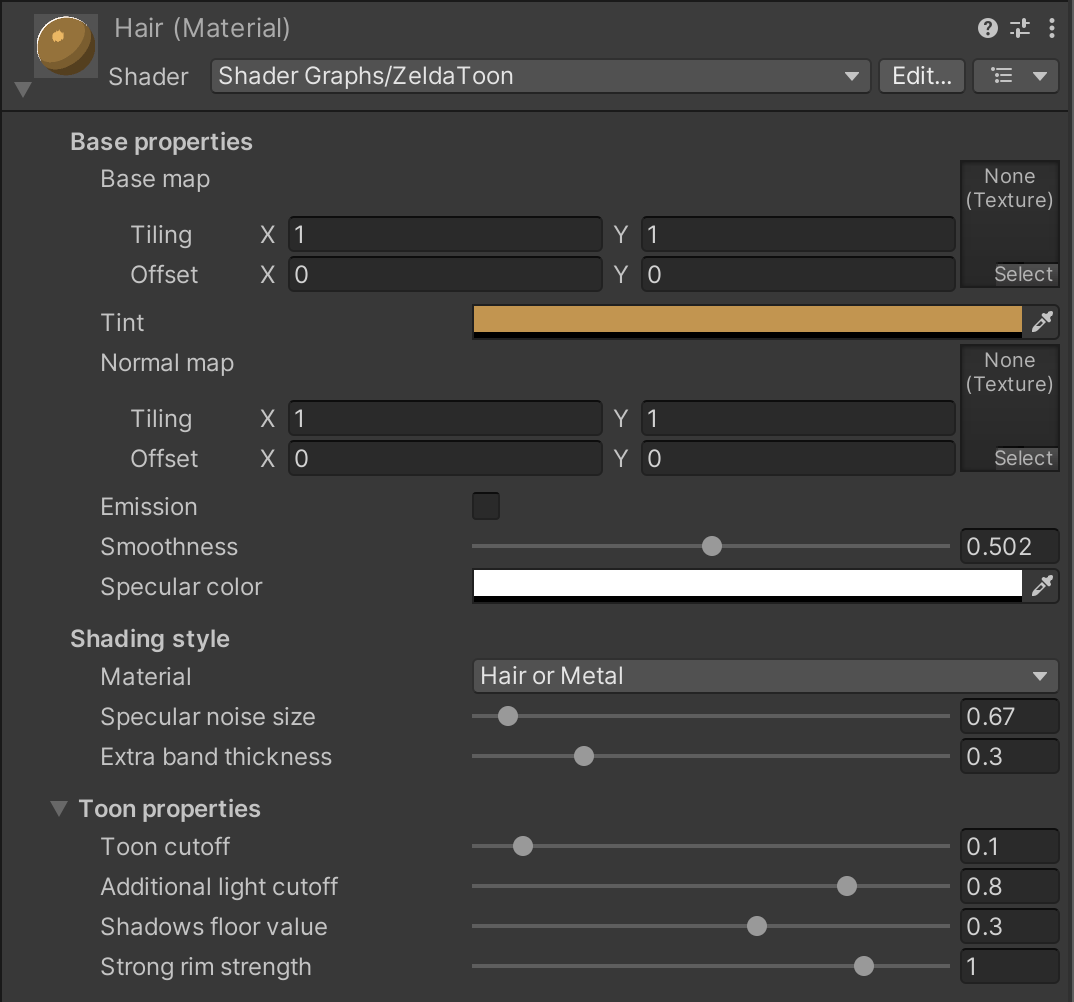 Hair (Material)
Shader Shader Graphs/ZeldaToon Edit...
Base properties
Base map None
(Texture)
Tiling X 1 Y 1
Offset X 0 Y 0 Select
Tint
Normal map None
(Texture)
Tiling X 1 Y 1
Offset X 0 Y 0 Select
Emission
Smoothness 0.502
Specular color
Shading style
Material Hair or Metal
Specular noise size 0.67
Extra band thickness 0.3
Toon properties
Toon cutoff 0.1
Additional light cutoff 0.8
Shadows floor value 0.3
Strong rim strength 1